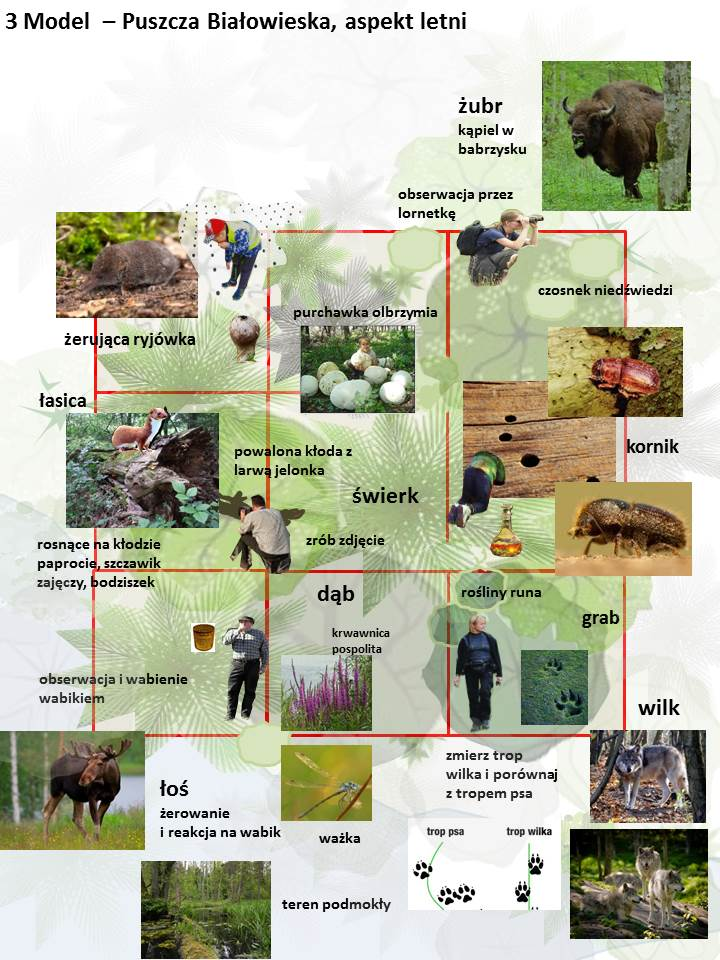 3 Model – Puszcza Białowieska, aspekt letni
żubr
kąpiel w
babrzysku
obserwacja przez
lornetkę
czosnek niedźwiedzi
purchawka olbrzymia
żerująca ryjówka
łasica
powalona kłoda z
larwą jelonka
kornik
świerk
zrób zdjęcie
rosnące na kłodzie
paprocie, szczawik
zajęczy, bodziszek
dąb
rośliny runa
grab
krwawnica
pospolita
obserwacja i wabienie
wabikiem
wilk
zmierz trop
wilka i porównaj
z tropem psa
łoś
żerowanie
i reakcja na wabik
ważka
trop psa
trop wilka
teren podmokły